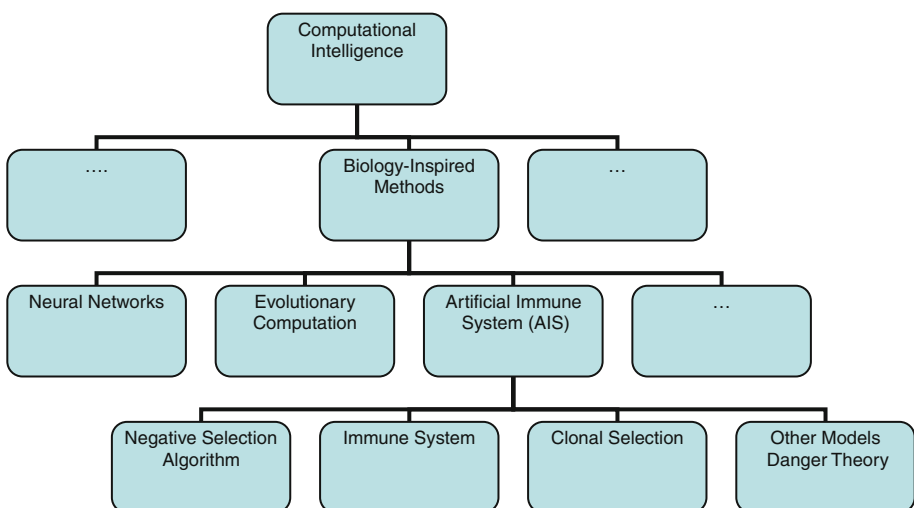 Computational
Intelligence
....
Biology-Inspired
Methods
...
Neural Networks
Evolutionary
Computation
Artificial Immune
System (AIS)
...
Negative Selection
Algorithm
Immune System
Clonal Selection
Other Models
Danger Theory